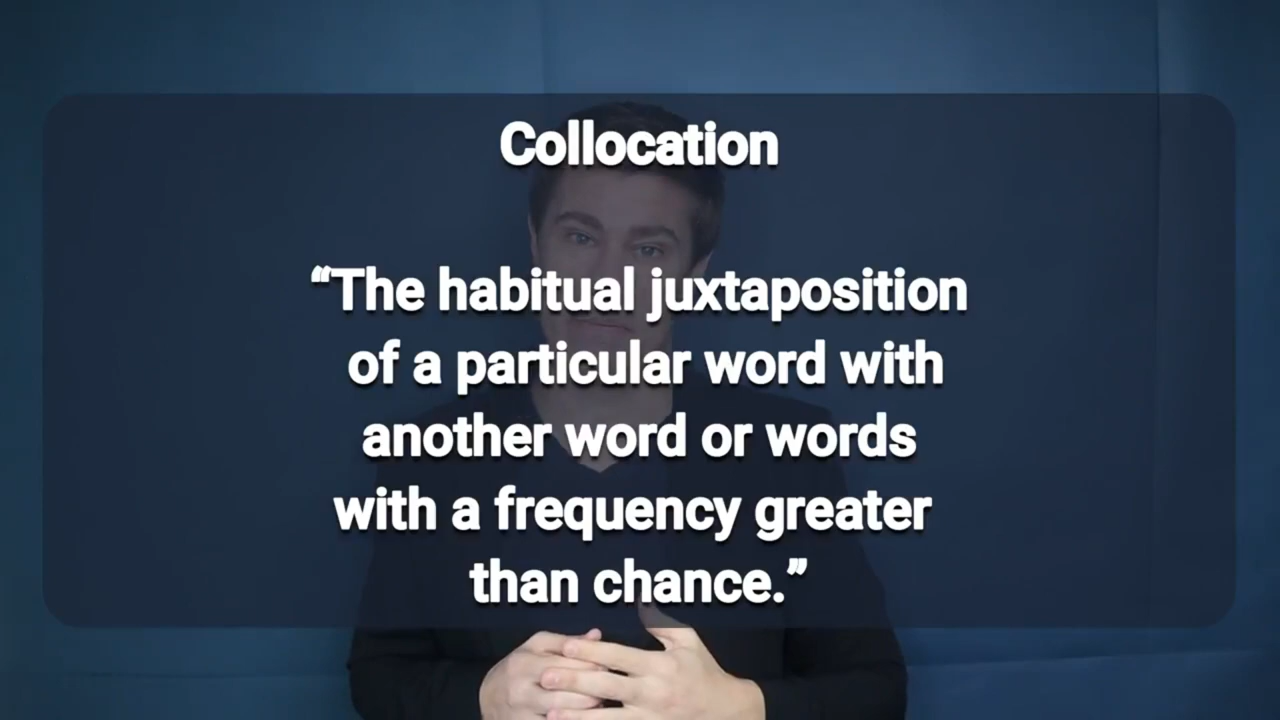 Collocation
“The habitual juxtaposition
of a particular word with
another word or words
with a frequency greater
than chance.”